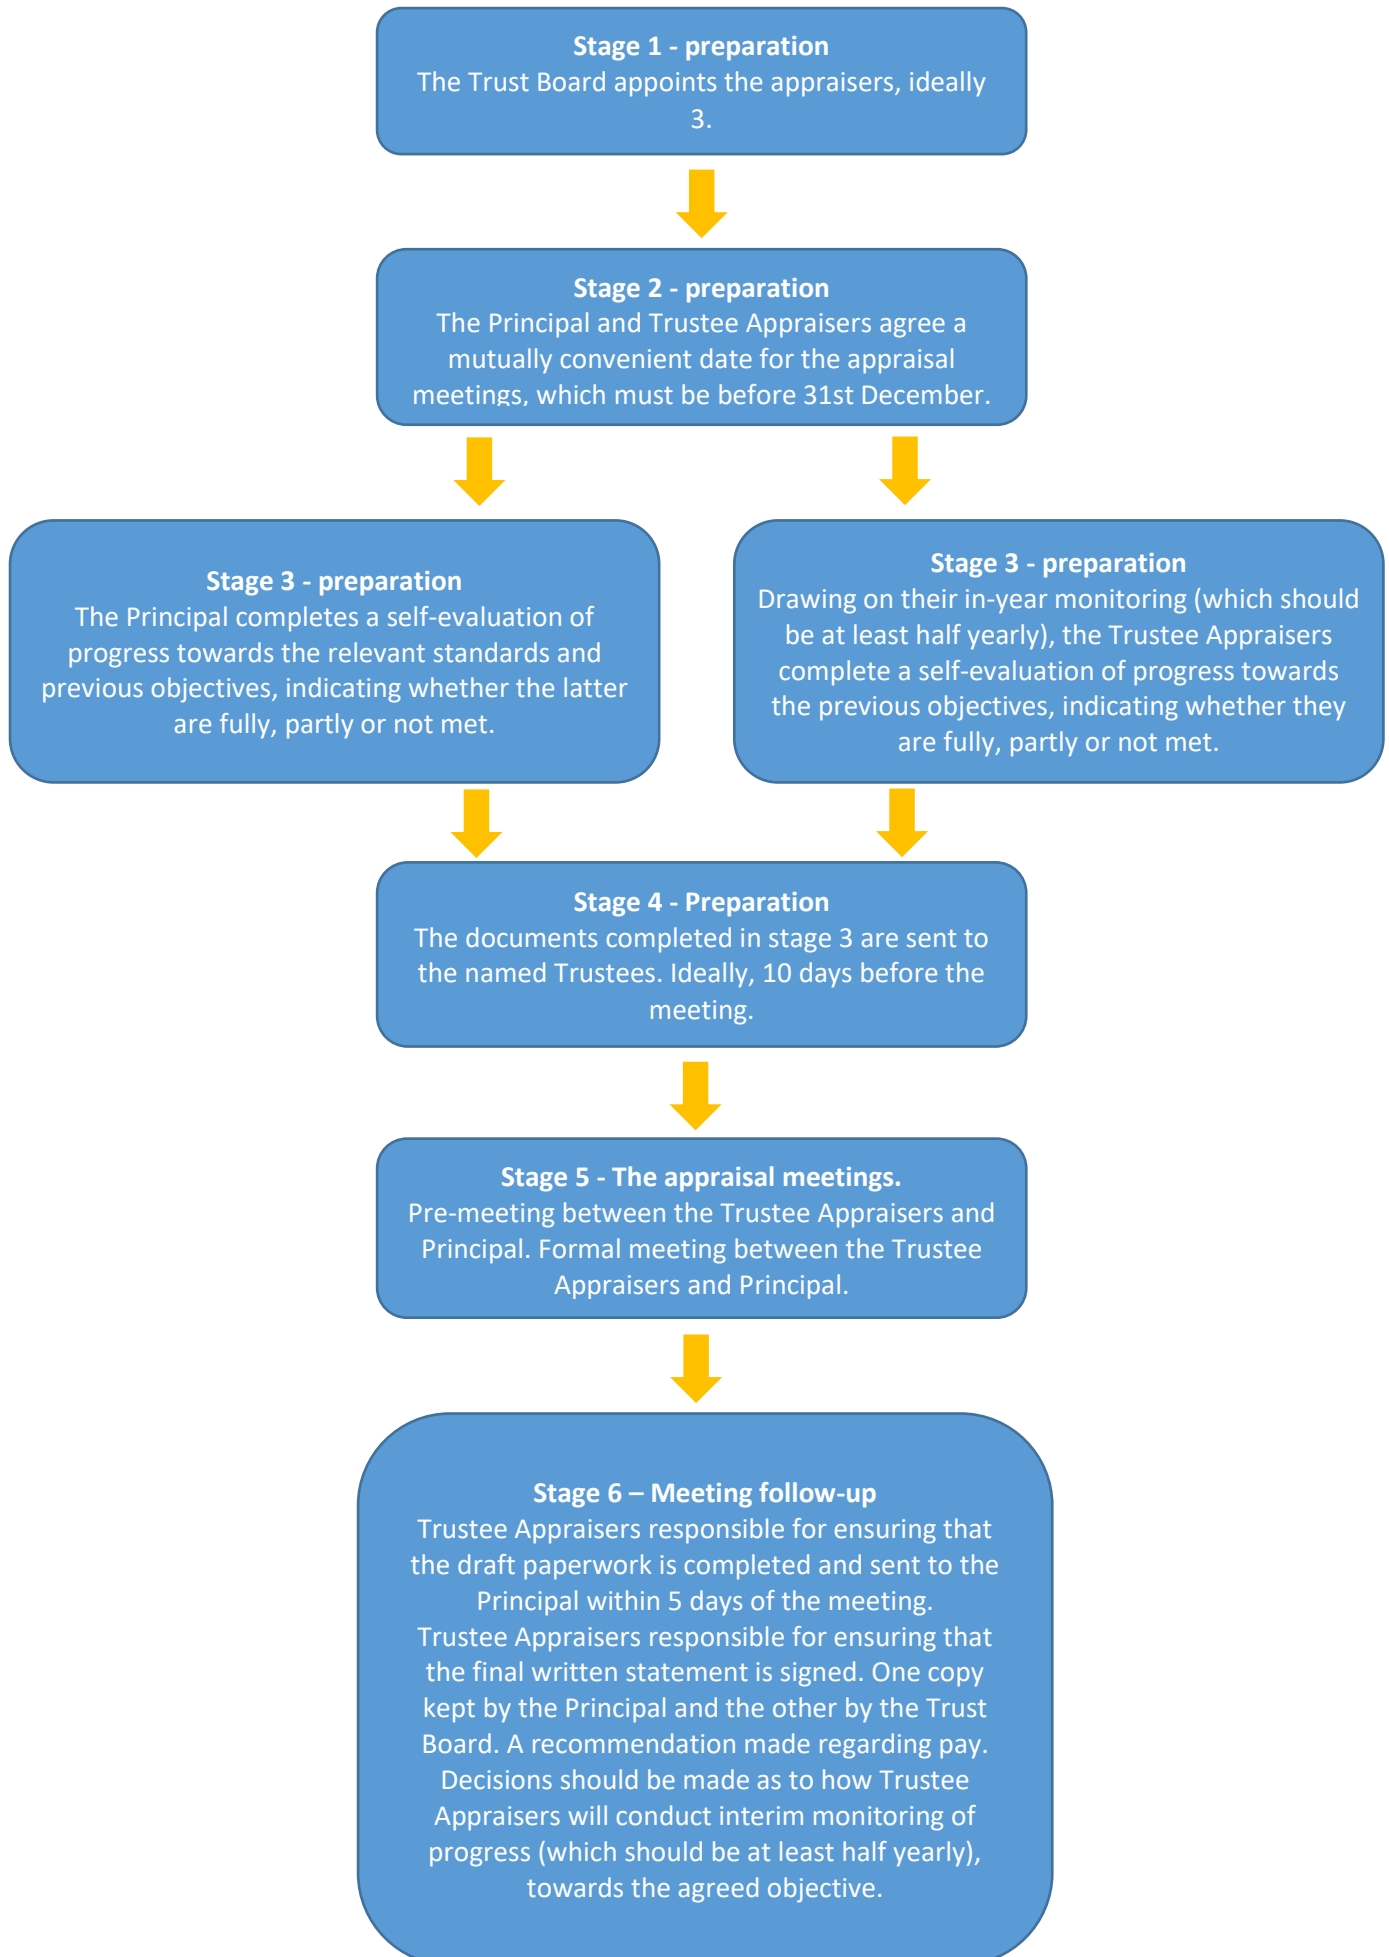 Stage 1 - preparation
The Trust Board appoints the appraisers, ideally
3.
Stage 2 - preparation
The Principal and Trustee Appraisers agree a
mutually convenient date for the appraisal
meetings, which must be before 31st December.
Stage 3 - preparation
The Principal completes a self-evaluation of
progress towards the relevant standards and
previous objectives, indicating whether the latter
are fully, partly or not met.
Stage 3 - preparation
Drawing on their in-year monitoring (which should
be at least half yearly), the Trustee Appraisers
complete a self-evaluation of progress towards
the previous objectives, indicating whether they
are fully, partly or not met.
Stage 4 - Preparation
The documents completed in stage 3 are sent to
the named Trustees. Ideally, 10 days before the
meeting.
Stage 5 - The appraisal meetings.
Pre-meeting between the Trustee Appraisers and
Principal. Formal meeting between the Trustee
Appraisers and Principal.
Stage 6 – Meeting follow-up
Trustee Appraisers responsible for ensuring that
the draft paperwork is completed and sent to the
Principal within 5 days of the meeting.
Trustee Appraisers responsible for ensuring that
the final written statement is signed. One copy
kept by the Principal and the other by the Trust
Board. A recommendation made regarding pay.
Decisions should be made as to how Trustee
Appraisers will conduct interim monitoring of
progress (which should be at least half yearly),
towards the agreed objective.